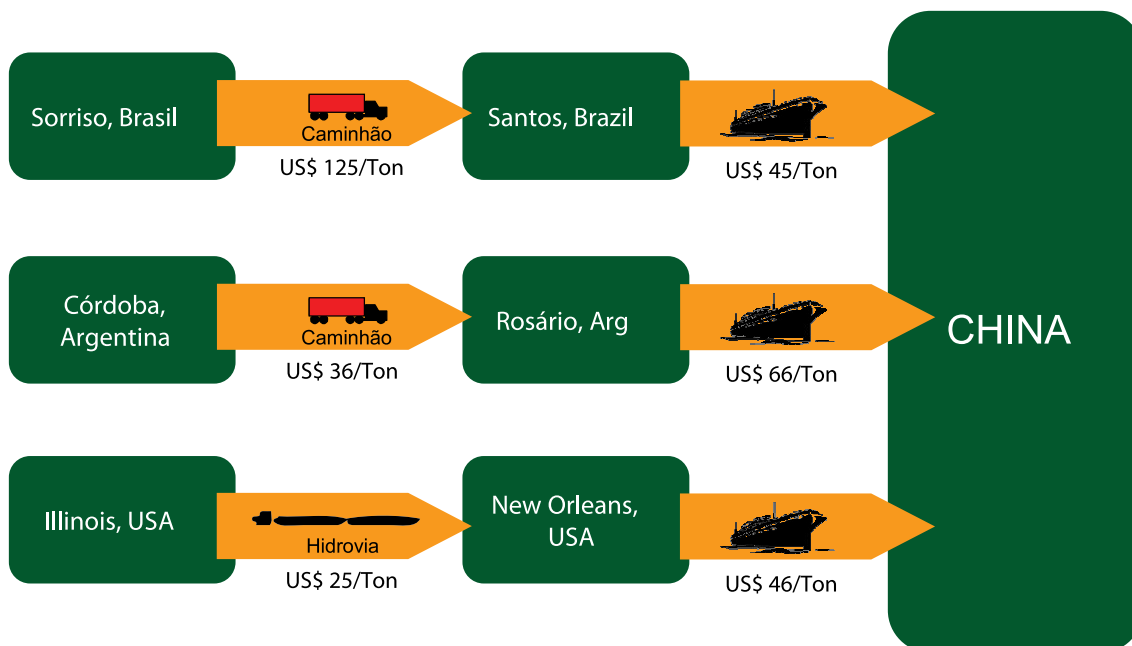 Sorriso, Brasil
Caminhão
US$ 125/Ton
Santos, Brazil
US$ 45/Ton
Córdoba,
Argentina
Caminhão
US$ 36/Ton
Rosário, Arg
US$ 66/Ton
CHINA
Illinois, USA
Hidrovia
US$ 25/Ton
New Orleans,
USA
US$ 46/Ton